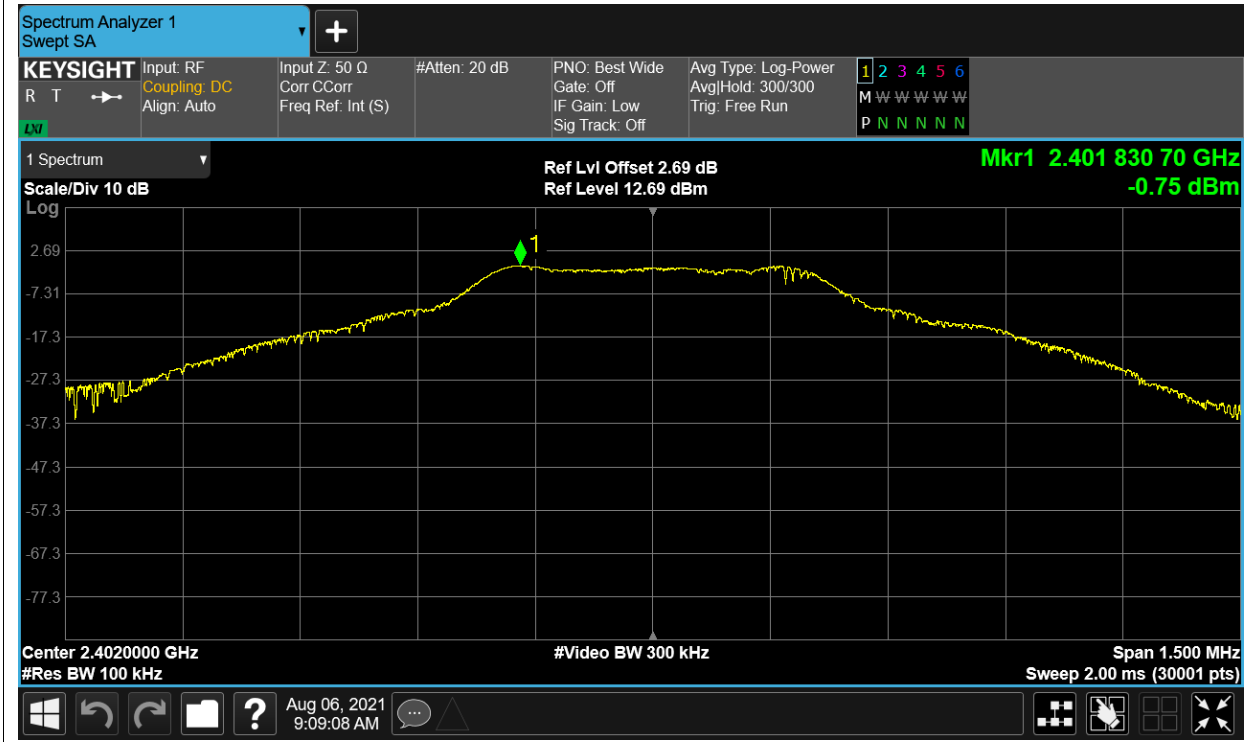 Spectrum Analyzer 1
Swept SA
KEYSIGHT
R T
LXI
Input: RF
Coupling: DC
Align: Auto
Input Z: 50 Ω
Corr CCorr
Freq Ref: Int (S)
#Atten: 20 dB
PNO: Best Wide
Gate: Off
IF Gain: Low
Sig Track: Off
Avg Type: Log-Power
Avg|Hold: 300/300
Trig: Free Run
1 2 3 4 5 6
M W W W W W
P N N N N N N
1 Spectrum
Scale/Div 10 dB
Log
Ref Lvl Offset 2.69 dB
Ref Level 12.69 dBm
Mkr1 2.401 830 70 GHz
-0.75 dBm
1
2.69
-7.31
-17.3
-27.3
-37.3
-47.3
-57.3
-67.3
-77.3
Center 2.4020000 GHz
#Video BW 300 kHz
Span 1.500 MHz
#Res BW 100 kHz
Sweep 2.00 ms (30001 pts)
?
Aug 06, 2021
9:09:08 AM